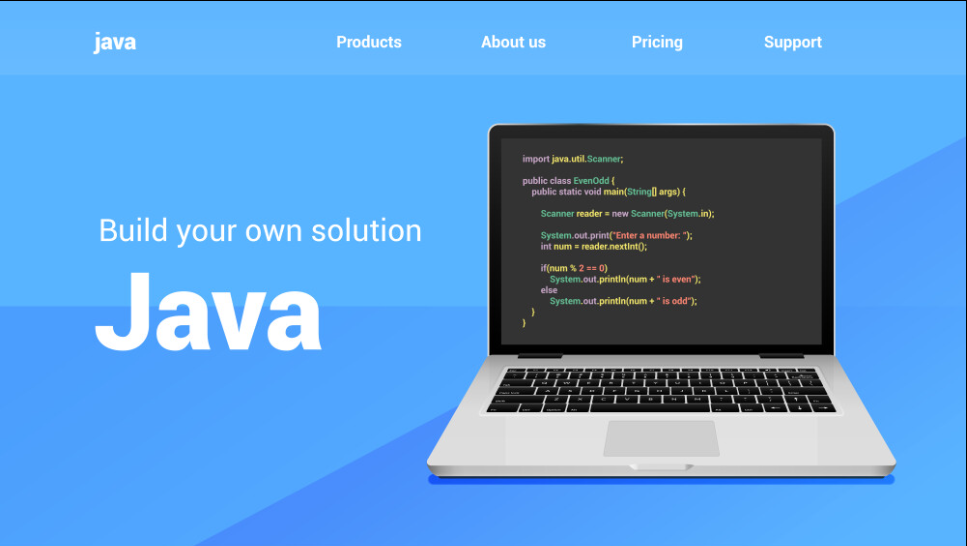 java
Products About us Pricing Support
Build your own solution
Java
import java.util.Scanner;
public class EvenOdd {
public static void main(String[] args) {
Scanner reader = new Scanner(System.in);
System.out.print("Enter a number: ");
int num = reader.nextInt();
if(num % 2 == 0)
System.out.println(num + " is even");
else
System.out.println(num + " is odd");
}
}